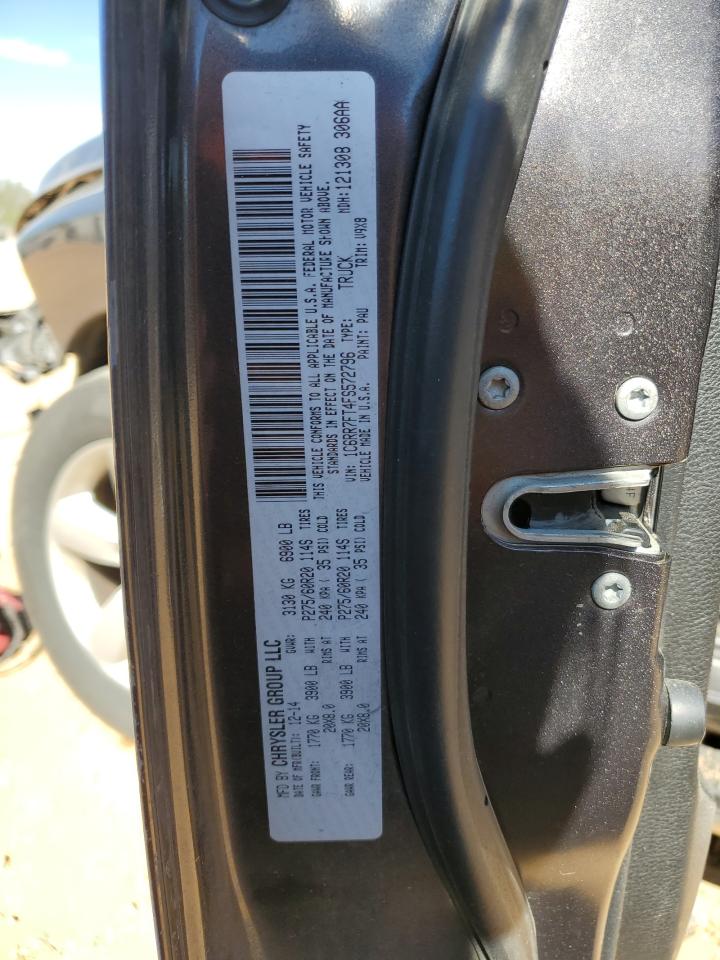 MFD BY CHRYSLER GROUP LLC
DATE OF MFR/BUILT: 12-14 GVWR: 3130 KG 6900 LB
GAWR FRONT: 1770 KG 3900 LB WITH P275/60R20 114S TIRES
20X8.0 RIMS AT 240 KPA ( 35 PSI) COLD
GAWR REAR: 1770 KG 3900 LB WITH P275/60R20 114S TIRES
20X8.0 RIMS AT 240 KPA ( 35 PSI) COLD
THIS VEHICLE CONFORMS TO ALL APPLICABLE U.S.A. FEDERAL MOTOR VEHICLE SAFETY
STANDARDS IN EFFECT ON THE DATE OF MANUFACTURE SHOWN ABOVE.
VIN: 1C6RR7FT4FS572796 TYPE: TRUCK MDH:121308 306AA
VEHICLE MADE IN U.S.A. PAINT: PAU TRIM: V9X8